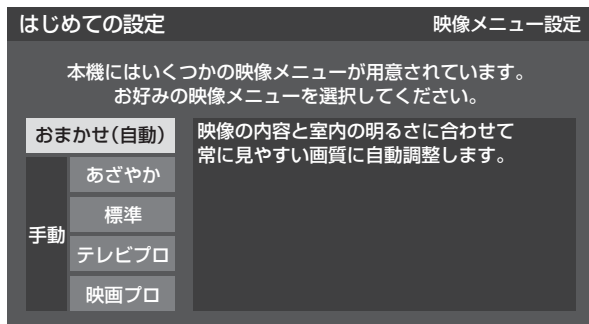 はじめての設定
映像メニュー設定
本機にはいくつかの映像メニューが用意されています。
お好みの映像メニューを選択してください。
おまかせ(自動)
映像の内容と室内の明るさに合わせて
常に見やすい画質に自動調整します。
手動
あざやか
標準
テレビプロ
映画プロ